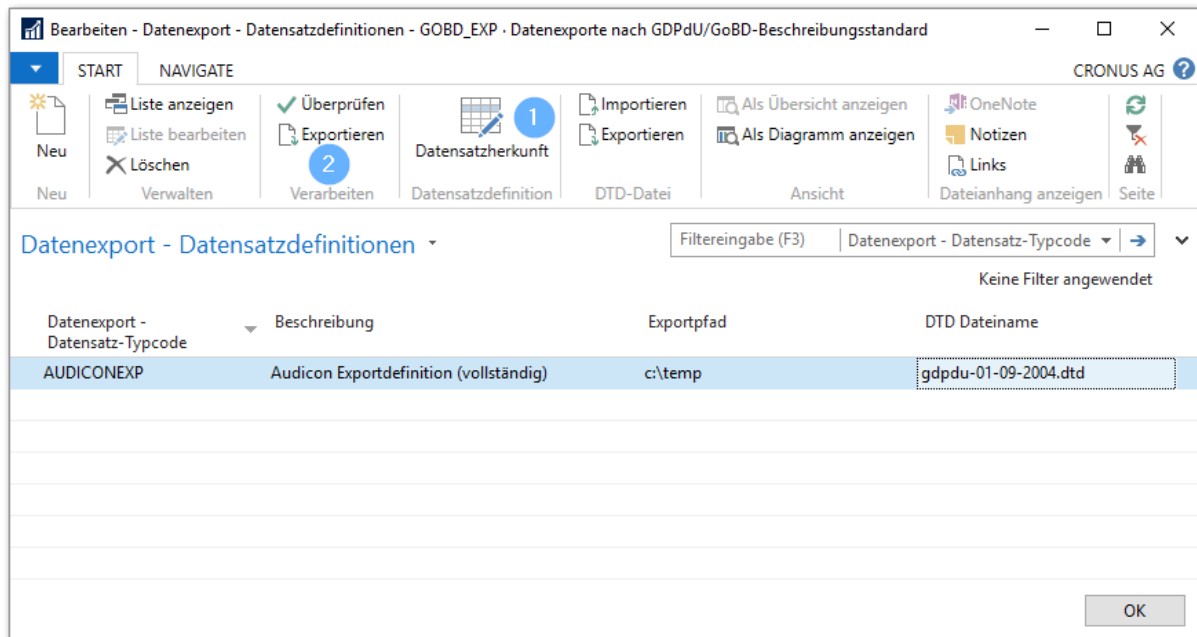 Bearbeiten - Datenexport - Datensatzdefinitionen - GOBD_EXP · Datenexporte nach GDPdU/GoBD-Beschreibungsstandard
START NAVIGATE CRONUS AG ?
Neu
Neu
Liste anzeigen
Liste bearbeiten
Löschen
Verwalten
Überprüfen
Exportieren
2
Verarbeiten
1
Datensatzherkunft
Datensatzdefinition
Importieren
Exportieren
DTD-Datei
Als Übersicht anzeigen
Als Diagramm anzeigen
Ansicht
OneNote
Notizen
Links
Dateianhang anzeigen
Seite
Datenexport - Datensatzdefinitionen
Filtereingabe (F3) Datenexport - Datensatz-Typcode
Keine Filter angewendet
Datenexport -
Datensatz-Typcode
Beschreibung
Exportpfad
DTD Dateiname
AUDICONEXP Audicon Exportdefinition (vollständig) c:\temp gdpdu-01-09-2004.dtd
OK